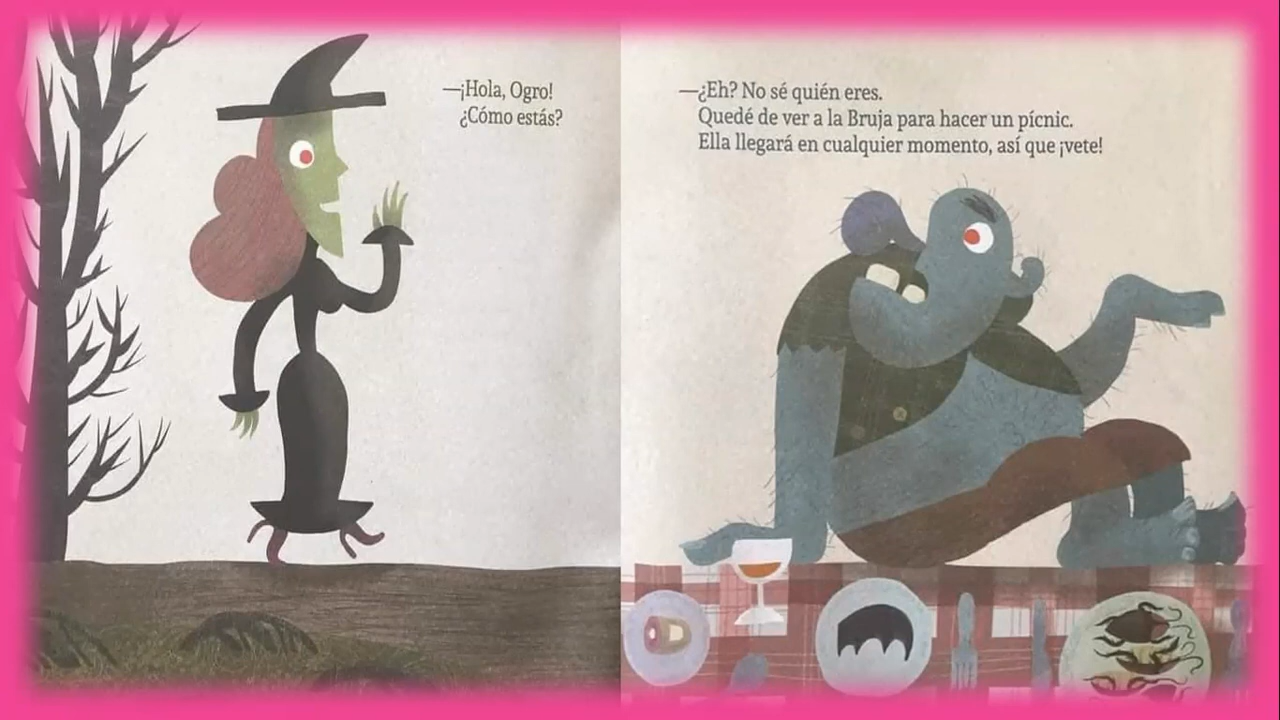 —¡Hola, Ogro!
¿Cómo estás?
—¿Eh? No sé quién eres.
Quedé de ver a la Bruja para hacer un pícnic.
Ella llegará en cualquier momento, así que ¡vete!